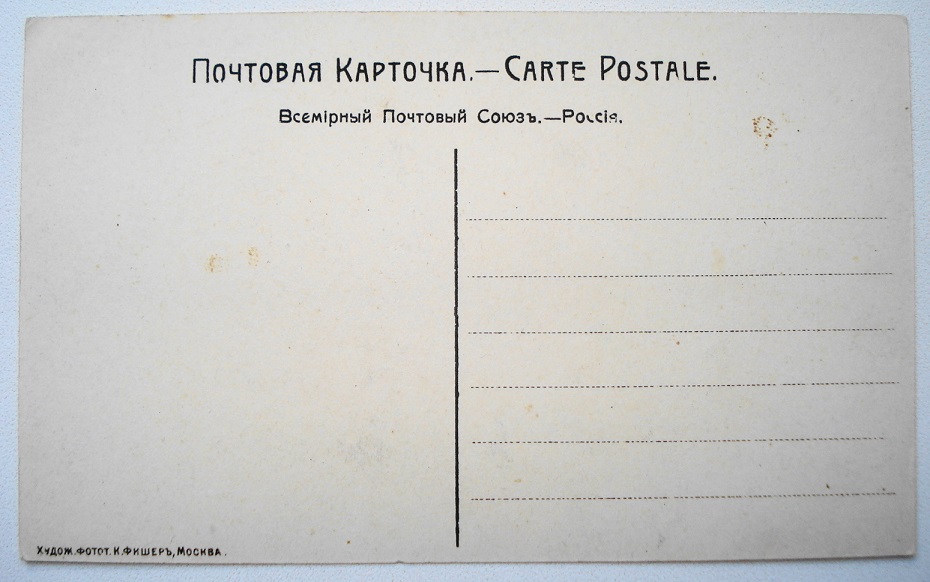 Почтовая Карточка.—Carte Postale.
Всемірный Почтовый Союзъ.—Россія.
Худож.фотот.К.Фишеръ, Москва.